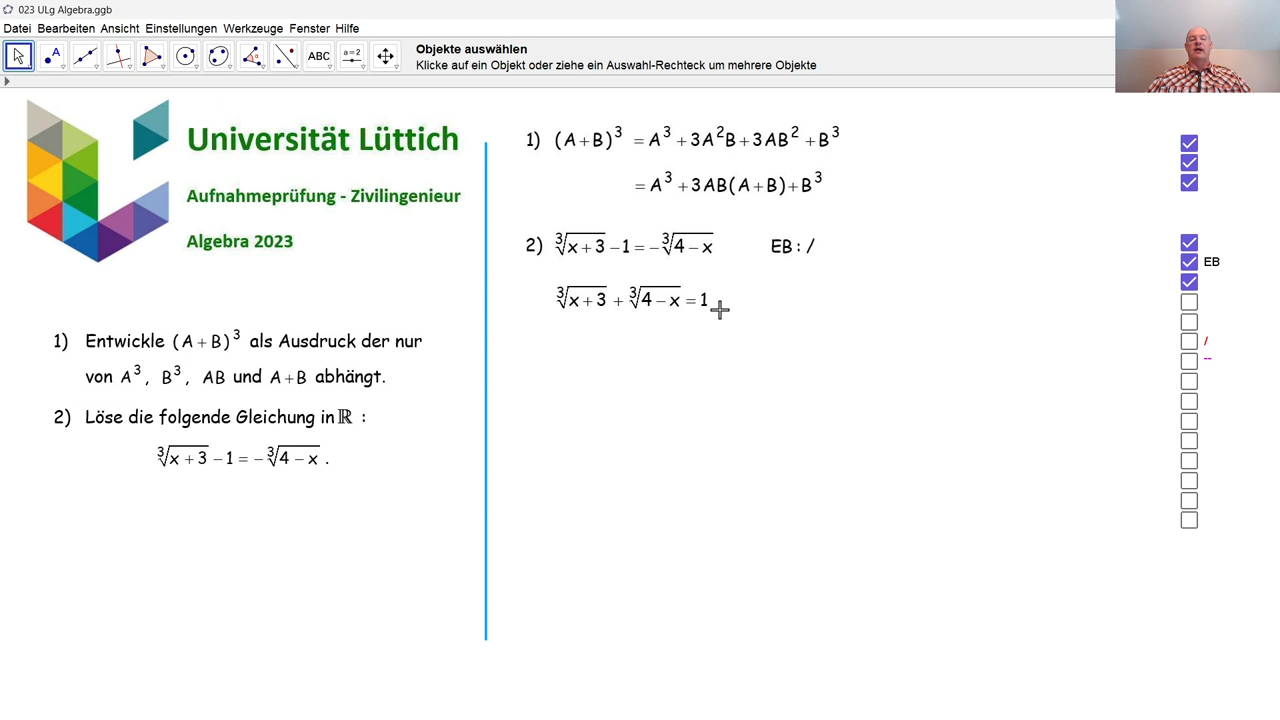 023 ULg Algebra.ggb
Datei Bearbeiten Ansicht Einstellungen Werkzeuge Fenster Hilfe
A ABC a=2 Objekte auswählen
Klicke auf ein Objekt oder ziehe ein Auswahl-Rechteck um mehrere Objekte
Universität Lüttich
Aufnahmeprüfung - Zivilingenieur
Algebra 2023
1) Entwickle (A+B)³ als Ausdruck der nur
von A³, B³, AB und A+B abhängt.
2) Löse die folgende Gleichung in ℝ :
∛(x+3) −1=−∛(4−x) .
1) (A+B)³ = A³+3A²B+3AB²+B³
= A³+3AB(A+B)+B³
2) ∛(x+3) −1=−∛(4−x) EB: /
∛(x+3) + ∛(4−x) = 1
EB
/
--